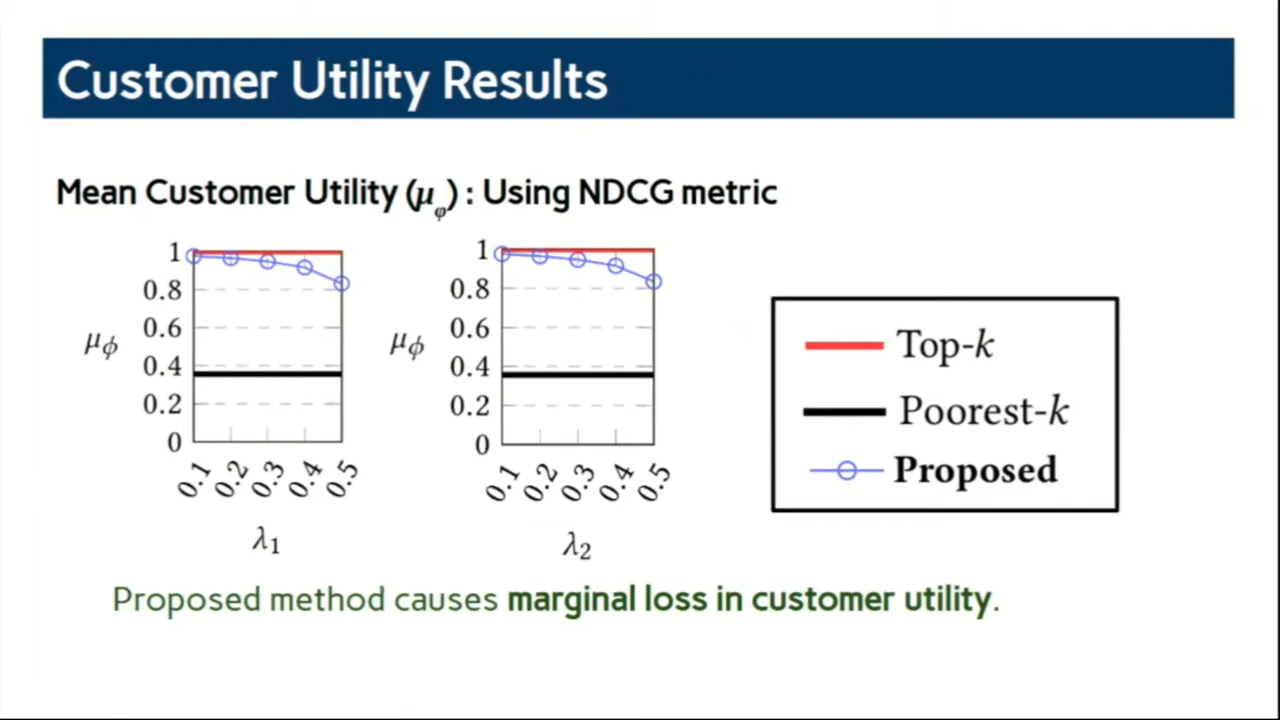 Customer Utility Results
Mean Customer Utility (μφ) : Using NDCG metric
1
0.8
0.6
0.4
0.2
0
μϕ
0.1 0.2 0.3 0.4 0.5
λ1
1
0.8
0.6
0.4
0.2
0
μϕ
0.1 0.2 0.3 0.4 0.5
λ2
Top-k
Poorest-k
Proposed
Proposed method causes marginal loss in customer utility.